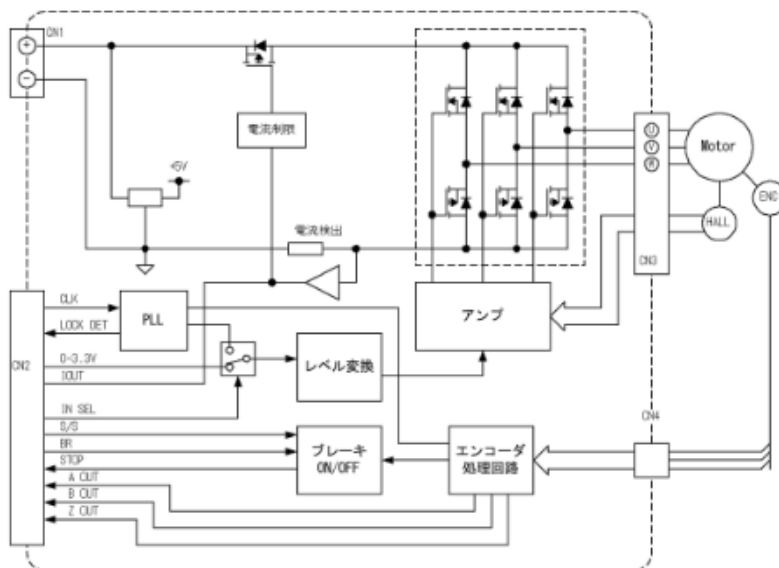 CN1
+
−
電流制限
+5V
電流検出
U
V
W
Motor
ENC
HALL
CN3
アンプ
CN2
CLK
LOCK DET
PLL
0~3.3V
IOUT
レベル変換
IN SEL
S/S
BR
STOP
A OUT
B OUT
Z OUT
ブレーキ
ON/OFF
エンコーダ
処理回路
CN4